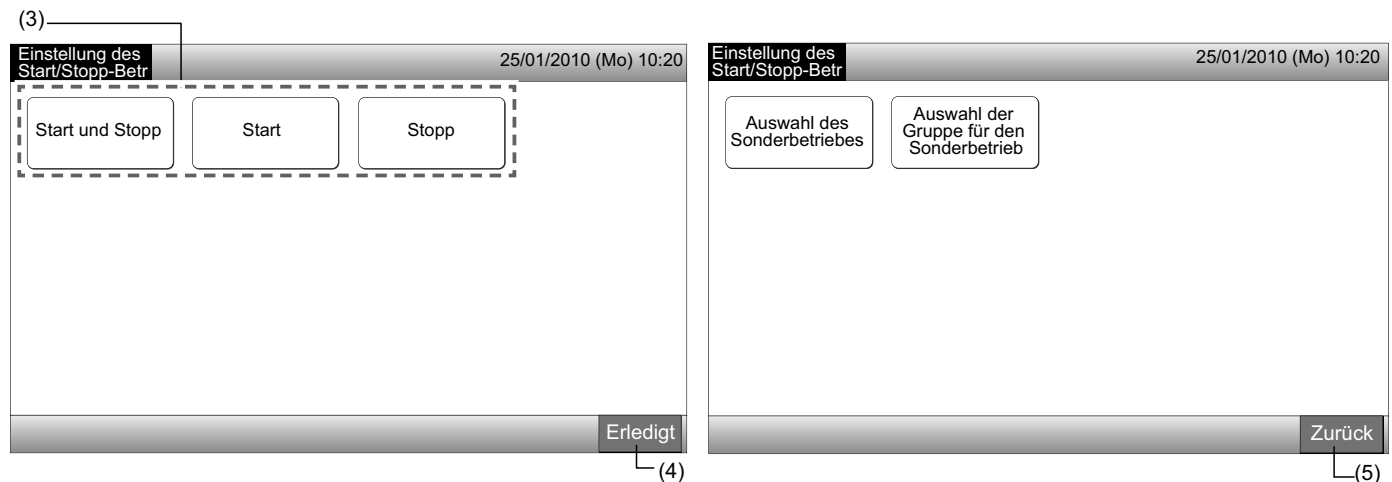 (3)
Einstellung des
Start/Stopp-Betr
25/01/2010 (Mo) 10:20
Start und Stopp
Start
Stopp
Erledigt
(4)
Einstellung des
Start/Stopp-Betr
25/01/2010 (Mo) 10:20
Auswahl des
Sonderbetriebes
Auswahl der
Gruppe für den
Sonderbetrieb
Zurück
(5)